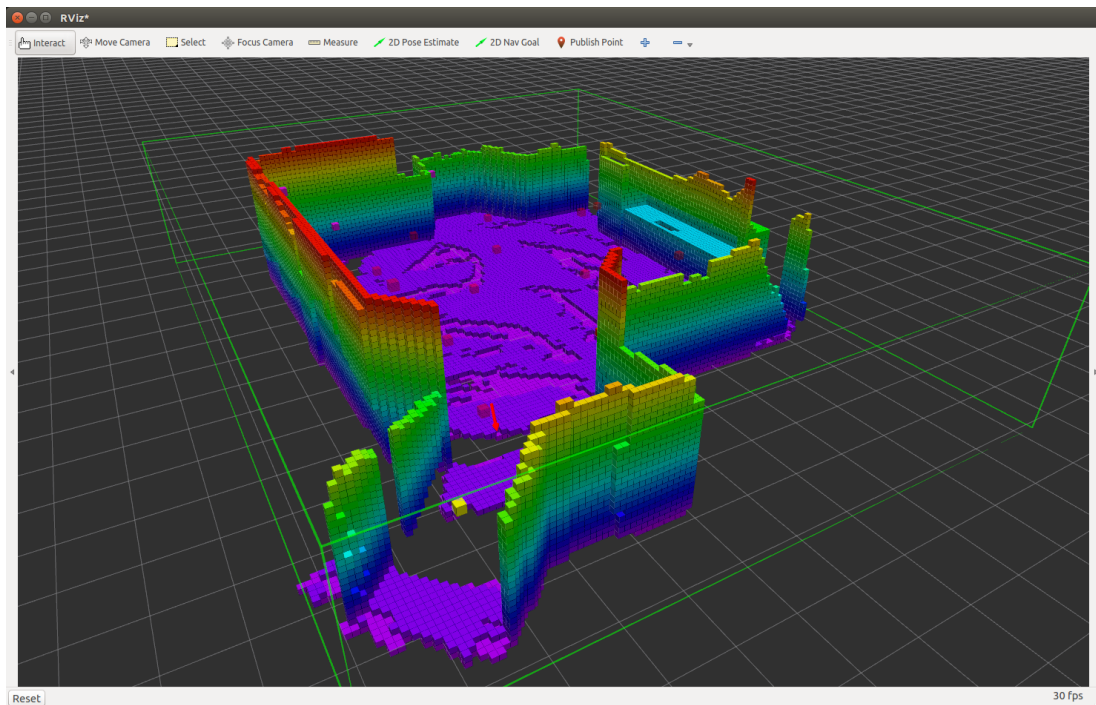 RViz*
Interact Move Camera Select Focus Camera Measure 2D Pose Estimate 2D Nav Goal Publish Point
Reset 30 fps